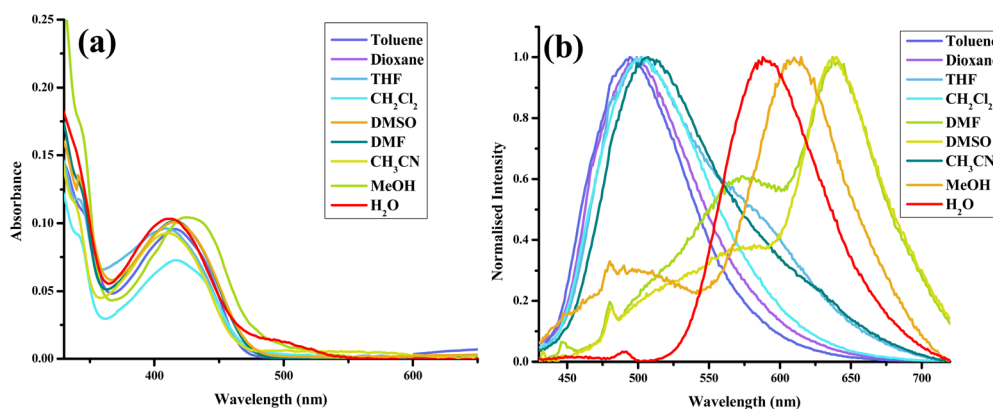 (a)
0.25
0.20
0.15
0.10
0.05
0.00
Absorbance
400
500
600
Wavelength (nm)
Toluene
Dioxane
THF
CH₂Cl₂
DMSO
DMF
CH₃CN
MeOH
H₂O
(b)
1.0
0.8
0.6
0.4
0.2
0.0
Normalised Intensity
450
500
550
600
650
700
Wavelength (nm)
Toluene
Dioxane
THF
CH₂Cl₂
DMF
DMSO
CH₃CN
MeOH
H₂O